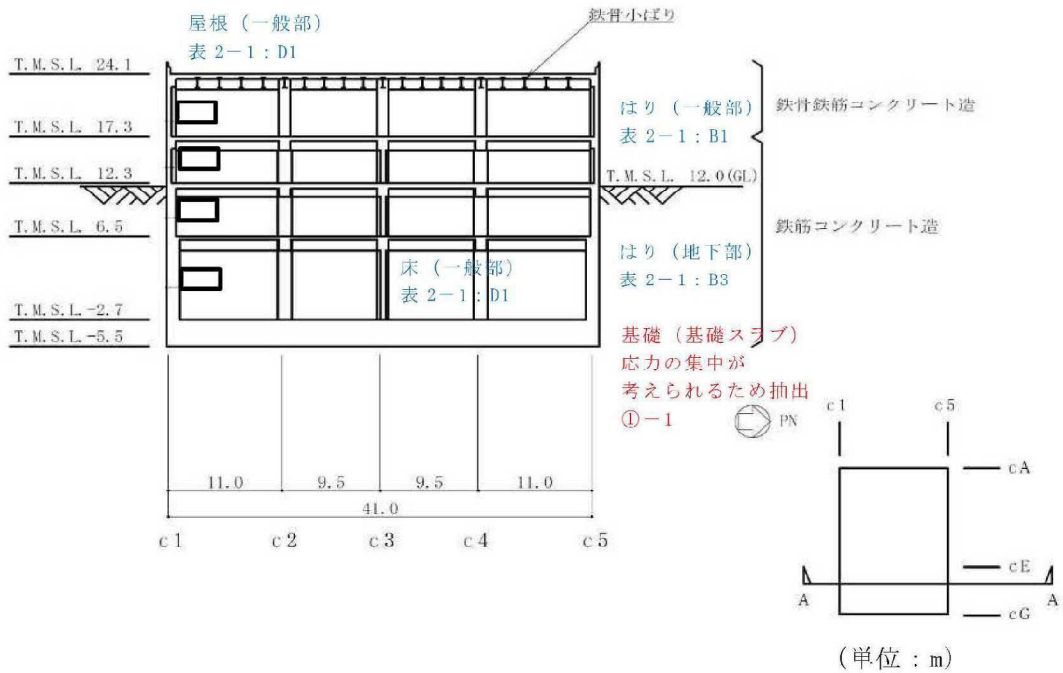 鉄骨小ばり
屋根（一般部）
表 2－1：D1
T.M.S.L. 24.1
T.M.S.L. 17.3
T.M.S.L. 12.3
T.M.S.L. 6.5
T.M.S.L.-2.7
T.M.S.L.-5.5
はり（一般部）
表 2－1：B1
鉄骨鉄筋コンクリート造
T.M.S.L. 12.0(GL)
鉄筋コンクリート造
はり（地下部）
表 2－1：B3
床（一般部）
表 2－1：D1
基礎（基礎スラブ）
応力の集中が
考えられるため抽出
①－1
PN
11.0 9.5 9.5 11.0
41.0
c1 c2 c3 c4 c5
c1 c5
cA
cE
A A
cG
(単位：m)